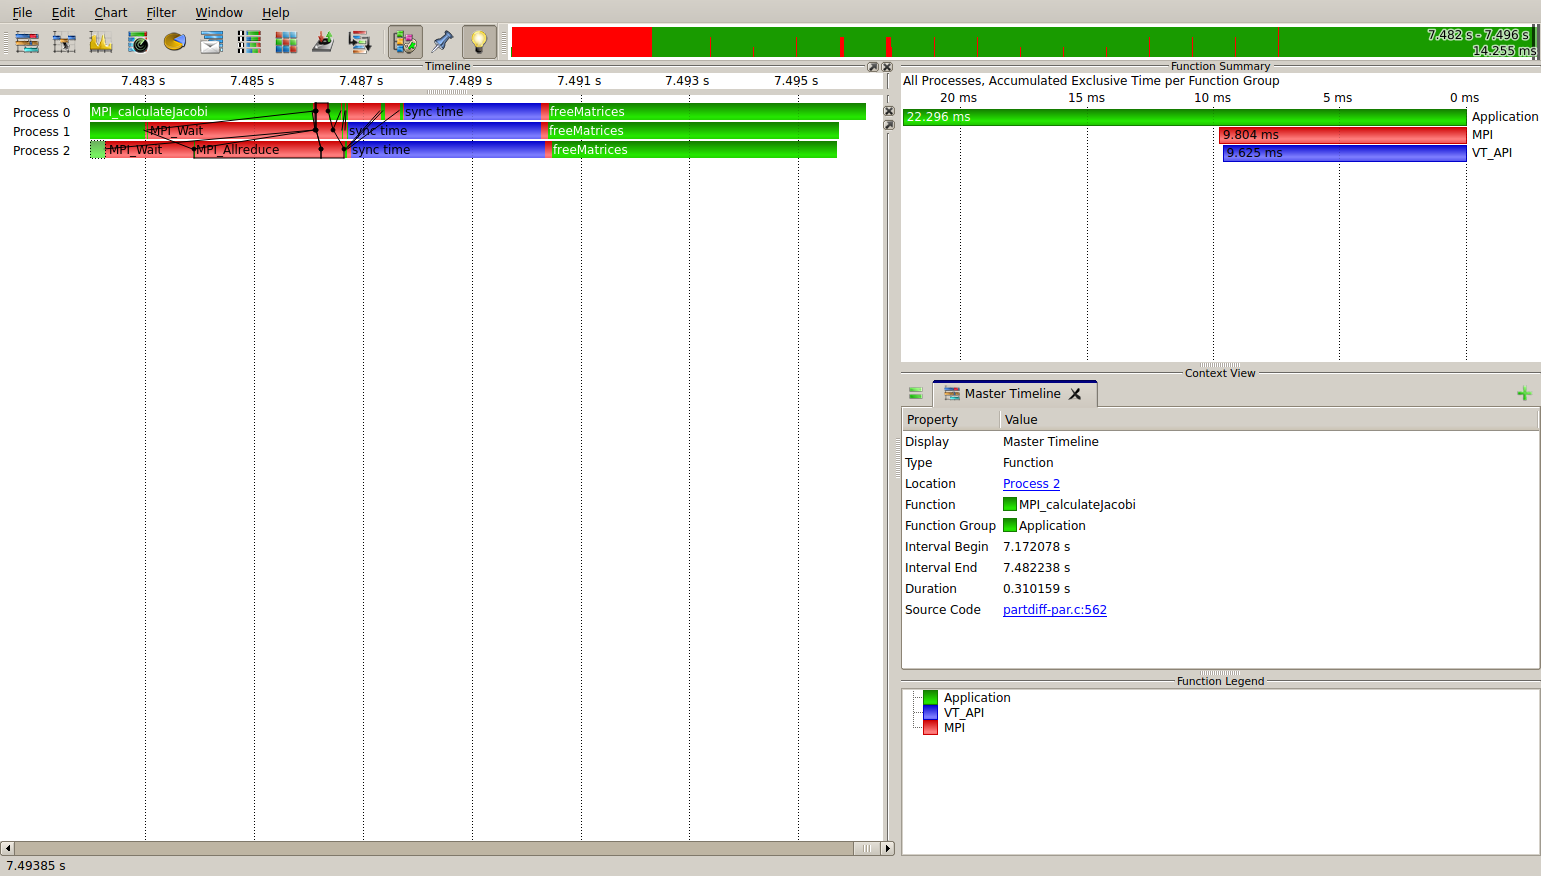 File Edit Chart Filter Window Help
7.482 s - 7.496 s
14.255 ms
Timeline
7.483 s 7.485 s 7.487 s 7.489 s 7.491 s 7.493 s 7.495 s
Process 0 MPI_calculateJacobi sync time freeMatrices
Process 1 MPI_Wait sync time freeMatrices
Process 2 MPI_Wait MPI_Allreduce sync time freeMatrices
Function Summary
All Processes, Accumulated Exclusive Time per Function Group
20 ms 15 ms 10 ms 5 ms 0 ms
22.296 ms Application
9.804 ms MPI
9.625 ms VT_API
Context View
Master Timeline
Property Value
Display Master Timeline
Type Function
Location Process 2
Function MPI_calculateJacobi
Function Group Application
Interval Begin 7.172078 s
Interval End 7.482238 s
Duration 0.310159 s
Source Code partdiff-par.c:562
Function Legend
Application
VT_API
MPI
7.49385 s